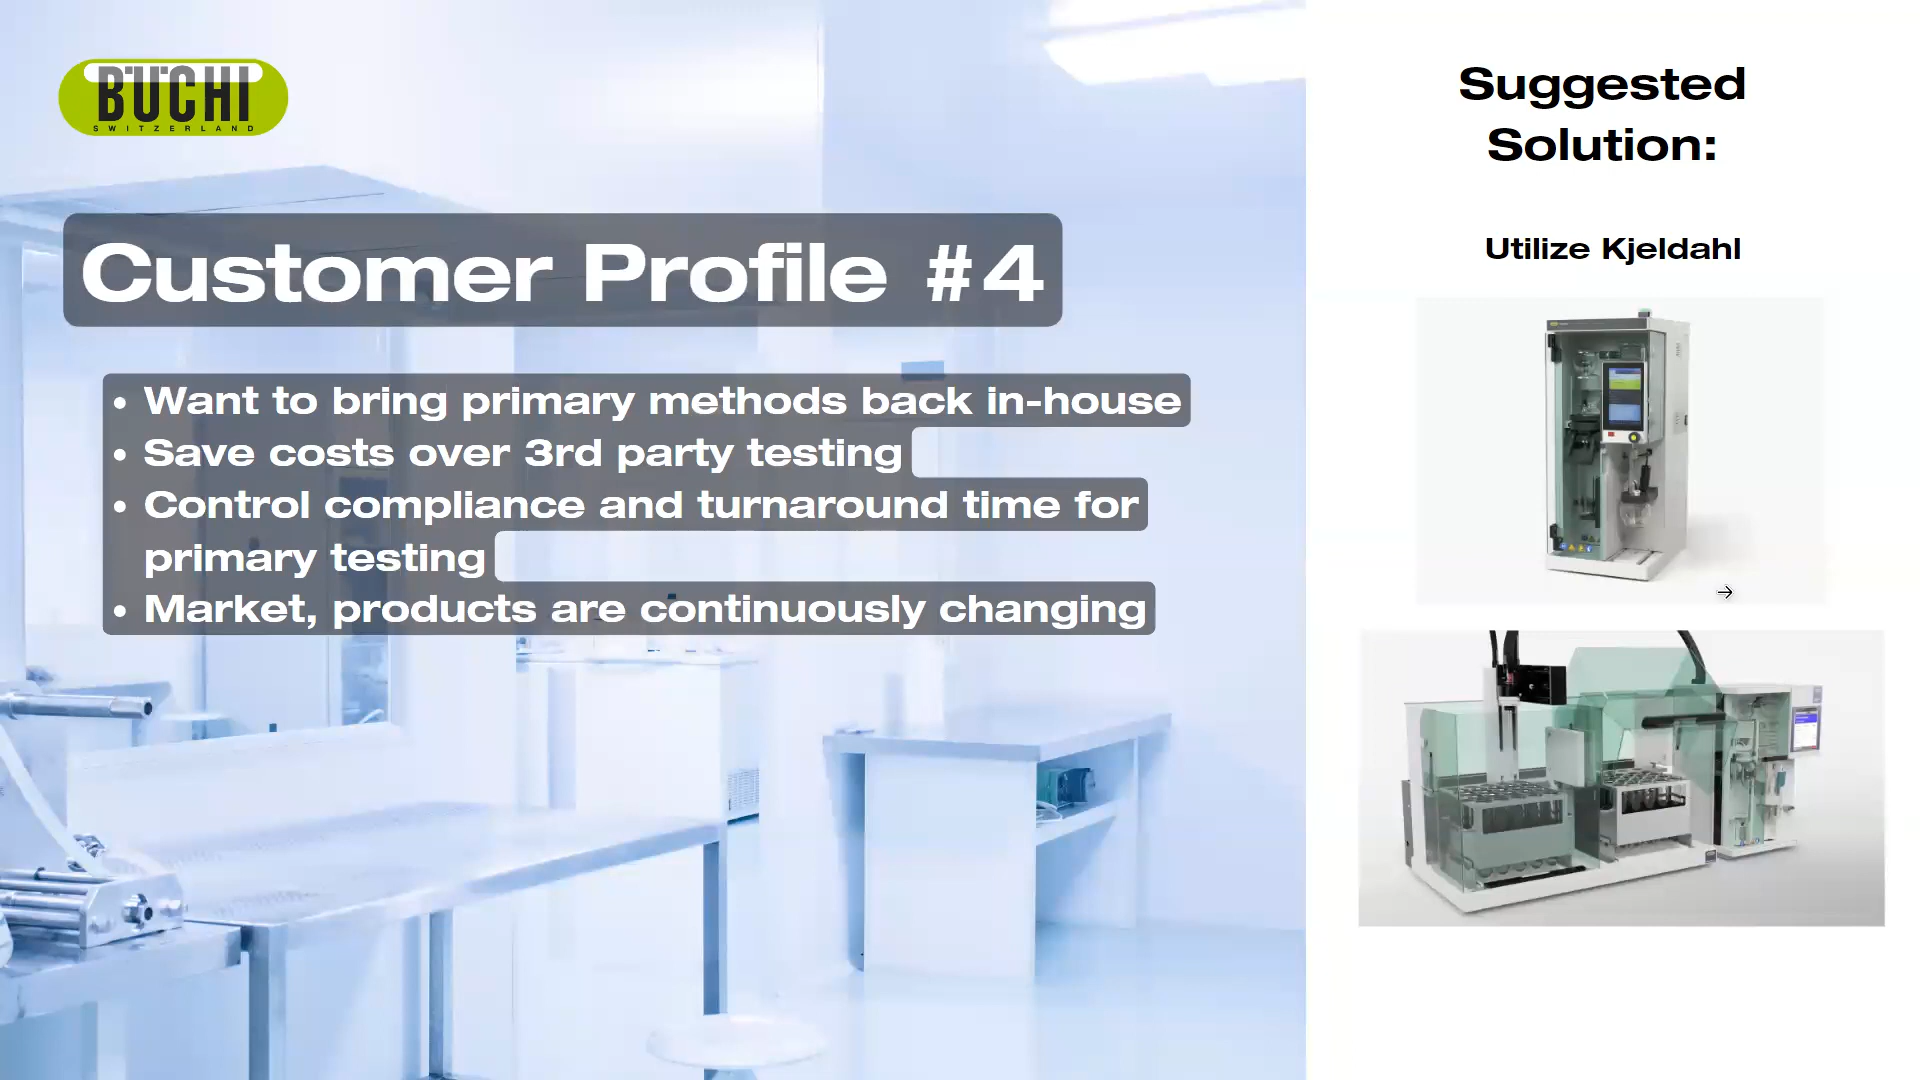 BÜCHI
SWITZERLAND
Customer Profile #4
• Want to bring primary methods back in-house
• Save costs over 3rd party testing
• Control compliance and turnaround time for
primary testing
• Market, products are continuously changing
Suggested
Solution:
Utilize Kjeldahl